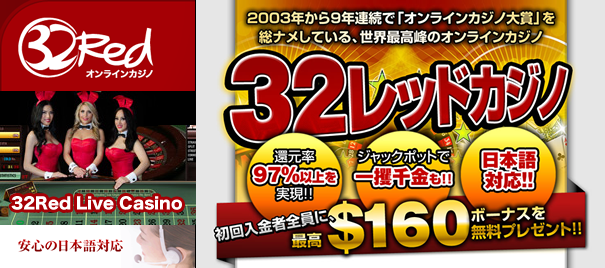 32Red
オンラインカジノ
32Red Live Casino
安心の日本語対応
2003年から9年連続で「オンラインカジノ大賞」を
総ナメしている、世界最高峰のオンラインカジノ
32レッドカジノ
還元率
97%以上を
実現!!
ジャックポットで
一攫千金も!!
日本語
対応!!
初回入金者全員に、
最高 $160 ボーナスを
無料プレゼント!!